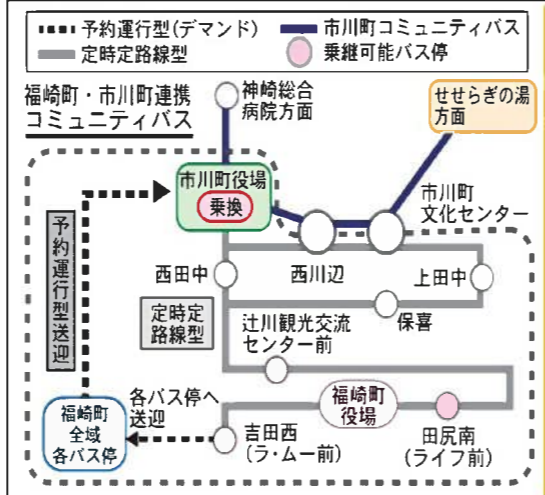 予約運行型(デマンド)
市川町コミュニティバス
定時定路線型
乗継可能バス停
福崎町・市川町連携
コミュニティバス
神崎総合
病院方面
せせらぎの湯
方面
市川町役場
乗換
市川町
文化センター
予約運行型送迎
西田中
西川辺
上田中
定時定
路線型
保喜
辻川観光交流
センター前
福崎町
全域
各バス停
各バス停へ
送迎
吉田西
(ラ・ムー前)
福崎町
役場
田尻南
(ライフ前)